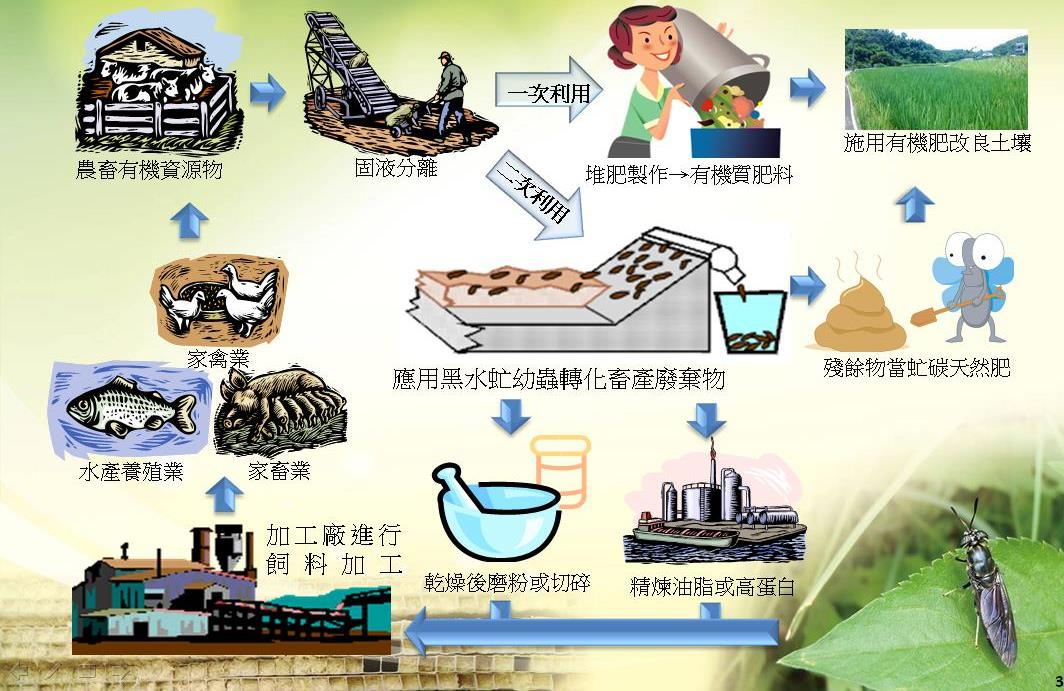 一次利用
農畜有機資源物
固液分離
堆肥製作→有機質肥料
施用有機肥改良土壤
二次利用
家禽業
應用黑水虻幼蟲轉化畜產廢棄物
殘餘物當虻碳天然肥
水產養殖業
家畜業
加工廠進行
飼料加工
乾燥後磨粉或切碎
精煉油脂或高蛋白